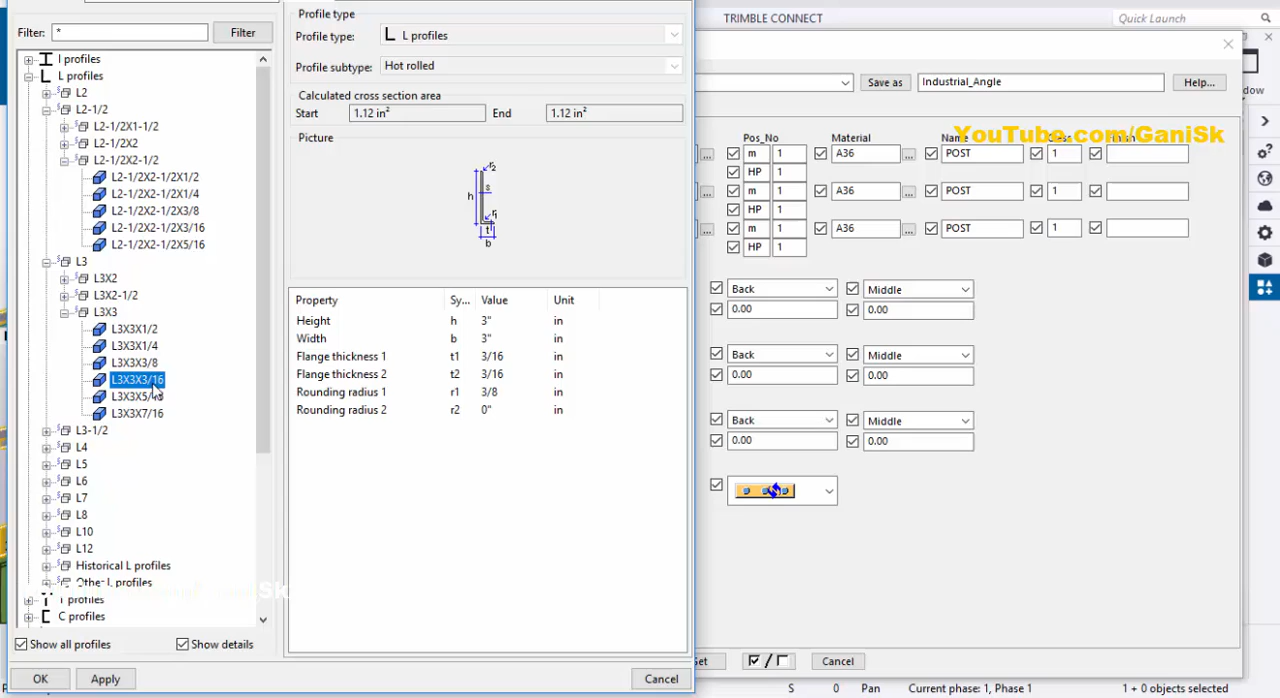 TRIMBLE CONNECT
Quick Launch
Filter: * Filter
I profiles
L profiles
L2
L2-1/2
L2-1/2X1-1/2
L2-1/2X2
L2-1/2X2-1/2
L2-1/2X2-1/2X1/2
L2-1/2X2-1/2X1/4
L2-1/2X2-1/2X3/8
L2-1/2X2-1/2X3/16
L2-1/2X2-1/2X5/16
L3
L3X2
L3X2-1/2
L3X3
L3X3X1/2
L3X3X1/4
L3X3X3/8
L3X3X3/16
L3X3X5/16
L3X3X7/16
L3-1/2
L4
L5
L6
L7
L8
L10
L12
Historical L profiles
Other L profiles
T profiles
C profiles
Show all profiles
Show details
OK
Apply
Cancel
Profile type
Profile type: L profiles
Profile subtype: Hot rolled
Calculated cross section area
Start 1.12 in² End 1.12 in²
Picture
r2
h s
r1
t
b
Property Sy... Value Unit
Height h 3" in
Width b 3" in
Flange thickness 1 t1 3/16 in
Flange thickness 2 t2 3/16 in
Rounding radius 1 r1 3/8 in
Rounding radius 2 r2 0" in
Save as Industrial_Angle Help...
Pos_No Material Name
YouTube.com/GaniSk
... m 1 A36 ... POST 1
HP 1
... m 1 A36 ... POST 1
HP 1
... m 1 A36 ... POST 1
HP 1
Back Middle
0.00 0.00
Back Middle
0.00 0.00
Back Middle
0.00 0.00
/
Cancel
S 0 Pan Current phase: 1, Phase 1 1 + 0 objects selected